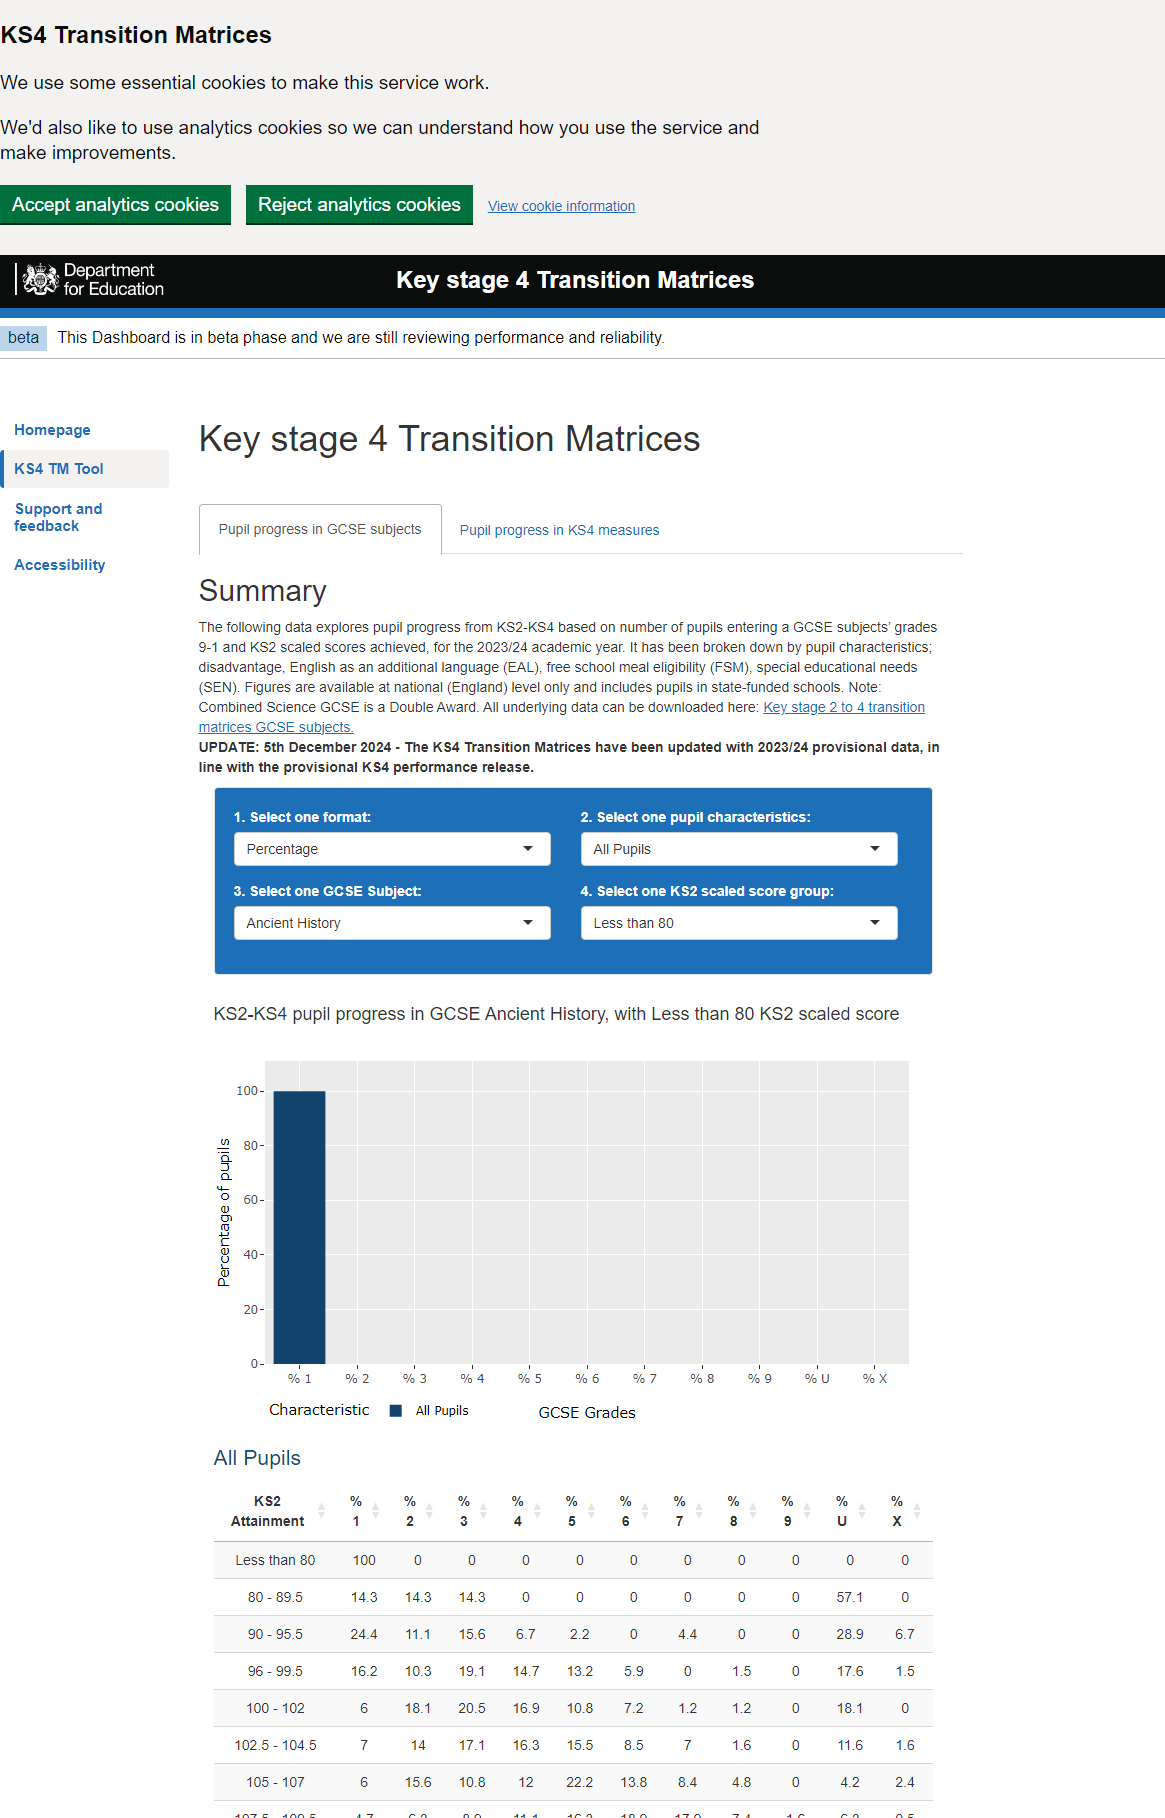 KS4 Transition Matrices
We use some essential cookies to make this service work.
We'd also like to use analytics cookies so we can understand how you use the service and
make improvements.
Accept analytics cookies Reject analytics cookies View cookie information
Department
for Education
Key stage 4 Transition Matrices
beta This Dashboard is in beta phase and we are still reviewing performance and reliability.
Homepage
KS4 TM Tool
Support and
feedback
Accessibility
Key stage 4 Transition Matrices
Pupil progress in GCSE subjects Pupil progress in KS4 measures
Summary
The following data explores pupil progress from KS2-KS4 based on number of pupils entering a GCSE subjects' grades
9-1 and KS2 scaled scores achieved, for the 2023/24 academic year. It has been broken down by pupil characteristics;
disadvantage, English as an additional language (EAL), free school meal eligibility (FSM), special educational needs
(SEN). Figures are available at national (England) level only and includes pupils in state-funded schools. Note:
Combined Science GCSE is a Double Award. All underlying data can be downloaded here: Key stage 2 to 4 transition
matrices GCSE subjects.
UPDATE: 5th December 2024 - The KS4 Transition Matrices have been updated with 2023/24 provisional data, in
line with the provisional KS4 performance release.
1. Select one format: 2. Select one pupil characteristics:
Percentage All Pupils
3. Select one GCSE Subject: 4. Select one KS2 scaled score group:
Ancient History Less than 80
KS2-KS4 pupil progress in GCSE Ancient History, with Less than 80 KS2 scaled score
Percentage of pupils
100
80
60
40
20
0
% 1 % 2 % 3 % 4 % 5 % 6 % 7 % 8 % 9 % U % X
Characteristic All Pupils GCSE Grades
All Pupils
KS2 % % % % % % % % % % %
Attainment 1 2 3 4 5 6 7 8 9 U X
Less than 80 100 0 0 0 0 0 0 0 0 0 0
80 - 89.5 14.3 14.3 14.3 0 0 0 0 0 0 57.1 0
90 - 95.5 24.4 11.1 15.6 6.7 2.2 0 4.4 0 0 28.9 6.7
96 - 99.5 16.2 10.3 19.1 14.7 13.2 5.9 0 1.5 0 17.6 1.5
100 - 102 6 18.1 20.5 16.9 10.8 7.2 1.2 1.2 0 18.1 0
102.5 - 104.5 7 14 17.1 16.3 15.5 8.5 7 1.6 0 11.6 1.6
105 - 107 6 15.6 10.8 12 22.2 13.8 8.4 4.8 0 4.2 2.4